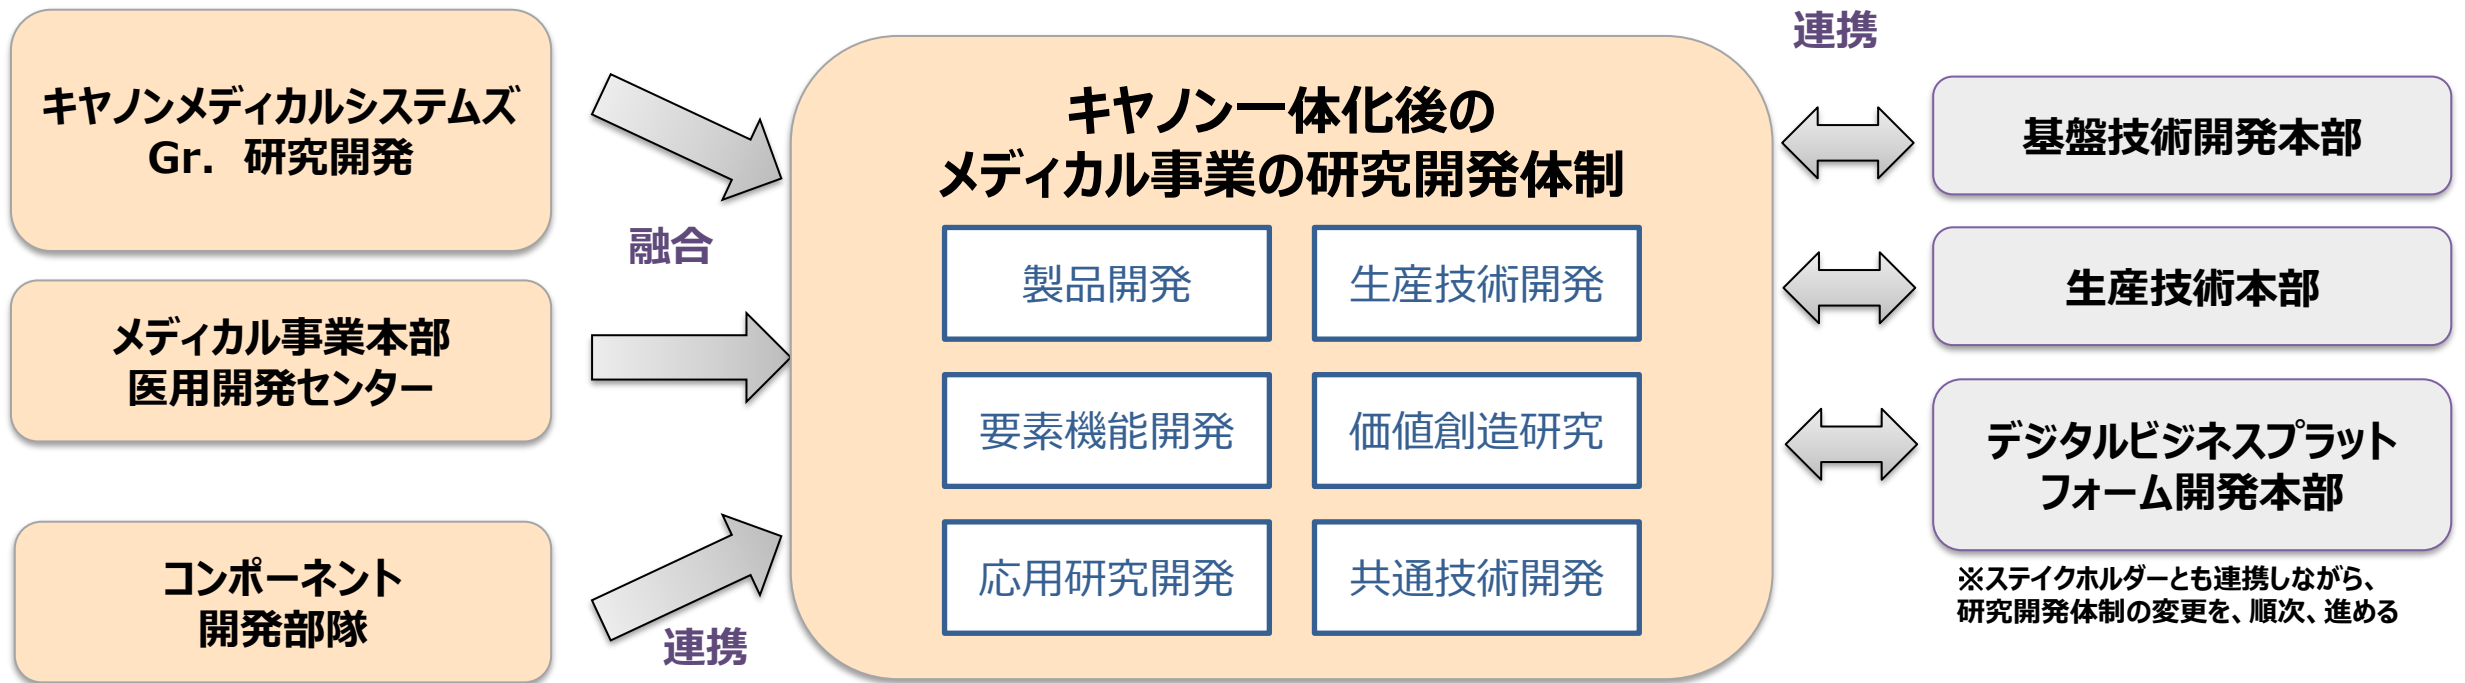 キヤノンメディカルシステムズ
Gr. 研究開発
メディカル事業本部
医用開発センター
コンポーネント
開発部隊
融合
連携
キヤノン一体化後の
メディカル事業の研究開発体制
製品開発
生産技術開発
要素機能開発
価値創造研究
応用研究開発
共通技術開発
連携
基盤技術開発本部
生産技術本部
デジタルビジネスプラット
フォーム開発本部
※ステイクホルダーとも連携しながら、
研究開発体制の変更を、順次、進める